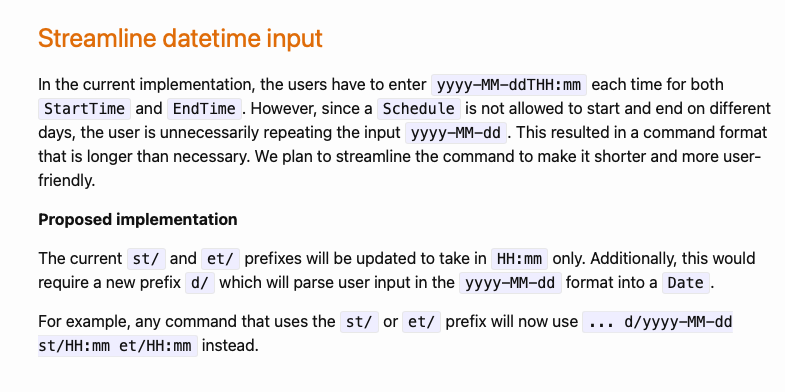 Streamline datetime input
In the current implementation, the users have to enter yyyy-MM-ddTHH:mm each time for both
StartTime and EndTime. However, since a Schedule is not allowed to start and end on different
days, the user is unnecessarily repeating the input yyyy-MM-dd. This resulted in a command format
that is longer than necessary. We plan to streamline the command to make it shorter and more user-
friendly.
Proposed implementation
The current st/ and et/ prefixes will be updated to take in HH:mm only. Additionally, this would
require a new prefix d/ which will parse user input in the yyyy-MM-dd format into a Date.
For example, any command that uses the st/ or et/ prefix will now use ... d/yyyy-MM-dd
st/HH:mm et/HH:mm instead.